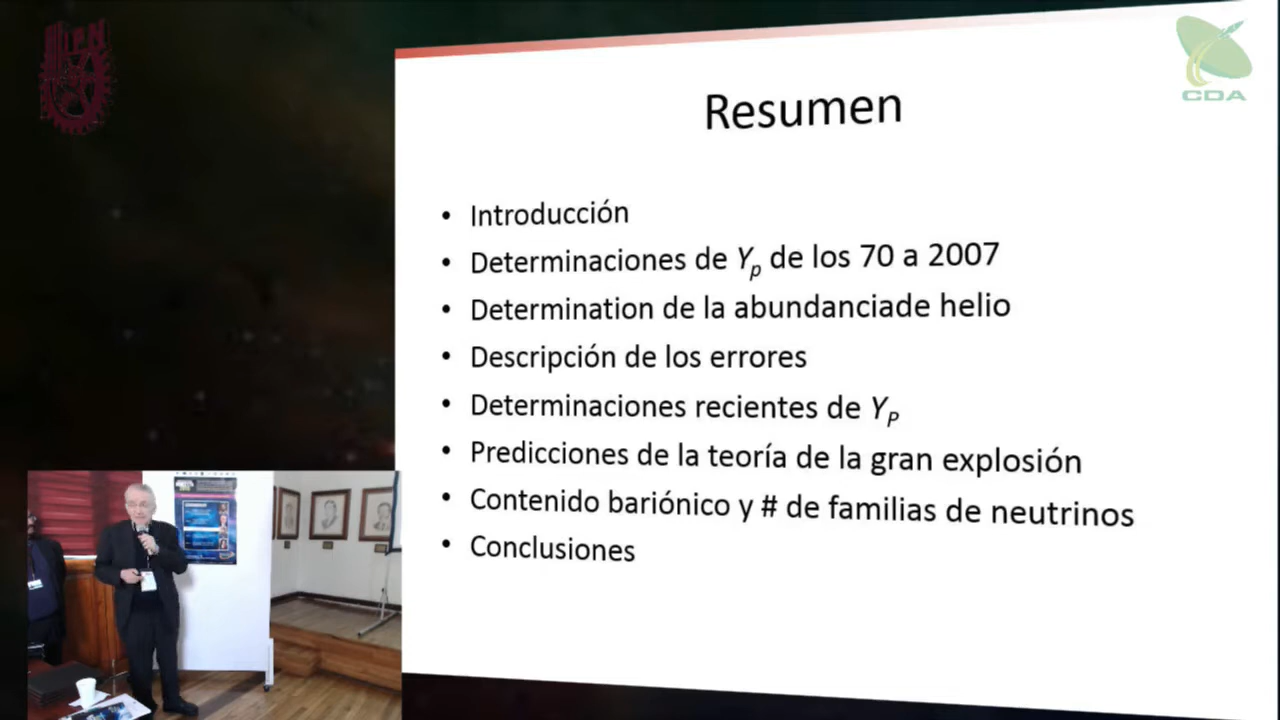 IPN
CDA
Resumen
• Introducción
• Determinaciones de Yp de los 70 a 2007
• Determination de la abundanciade helio
• Descripción de los errores
• Determinaciones recientes de YP
• Predicciones de la teoría de la gran explosión
• Contenido bariónico y # de familias de neutrinos
• Conclusiones